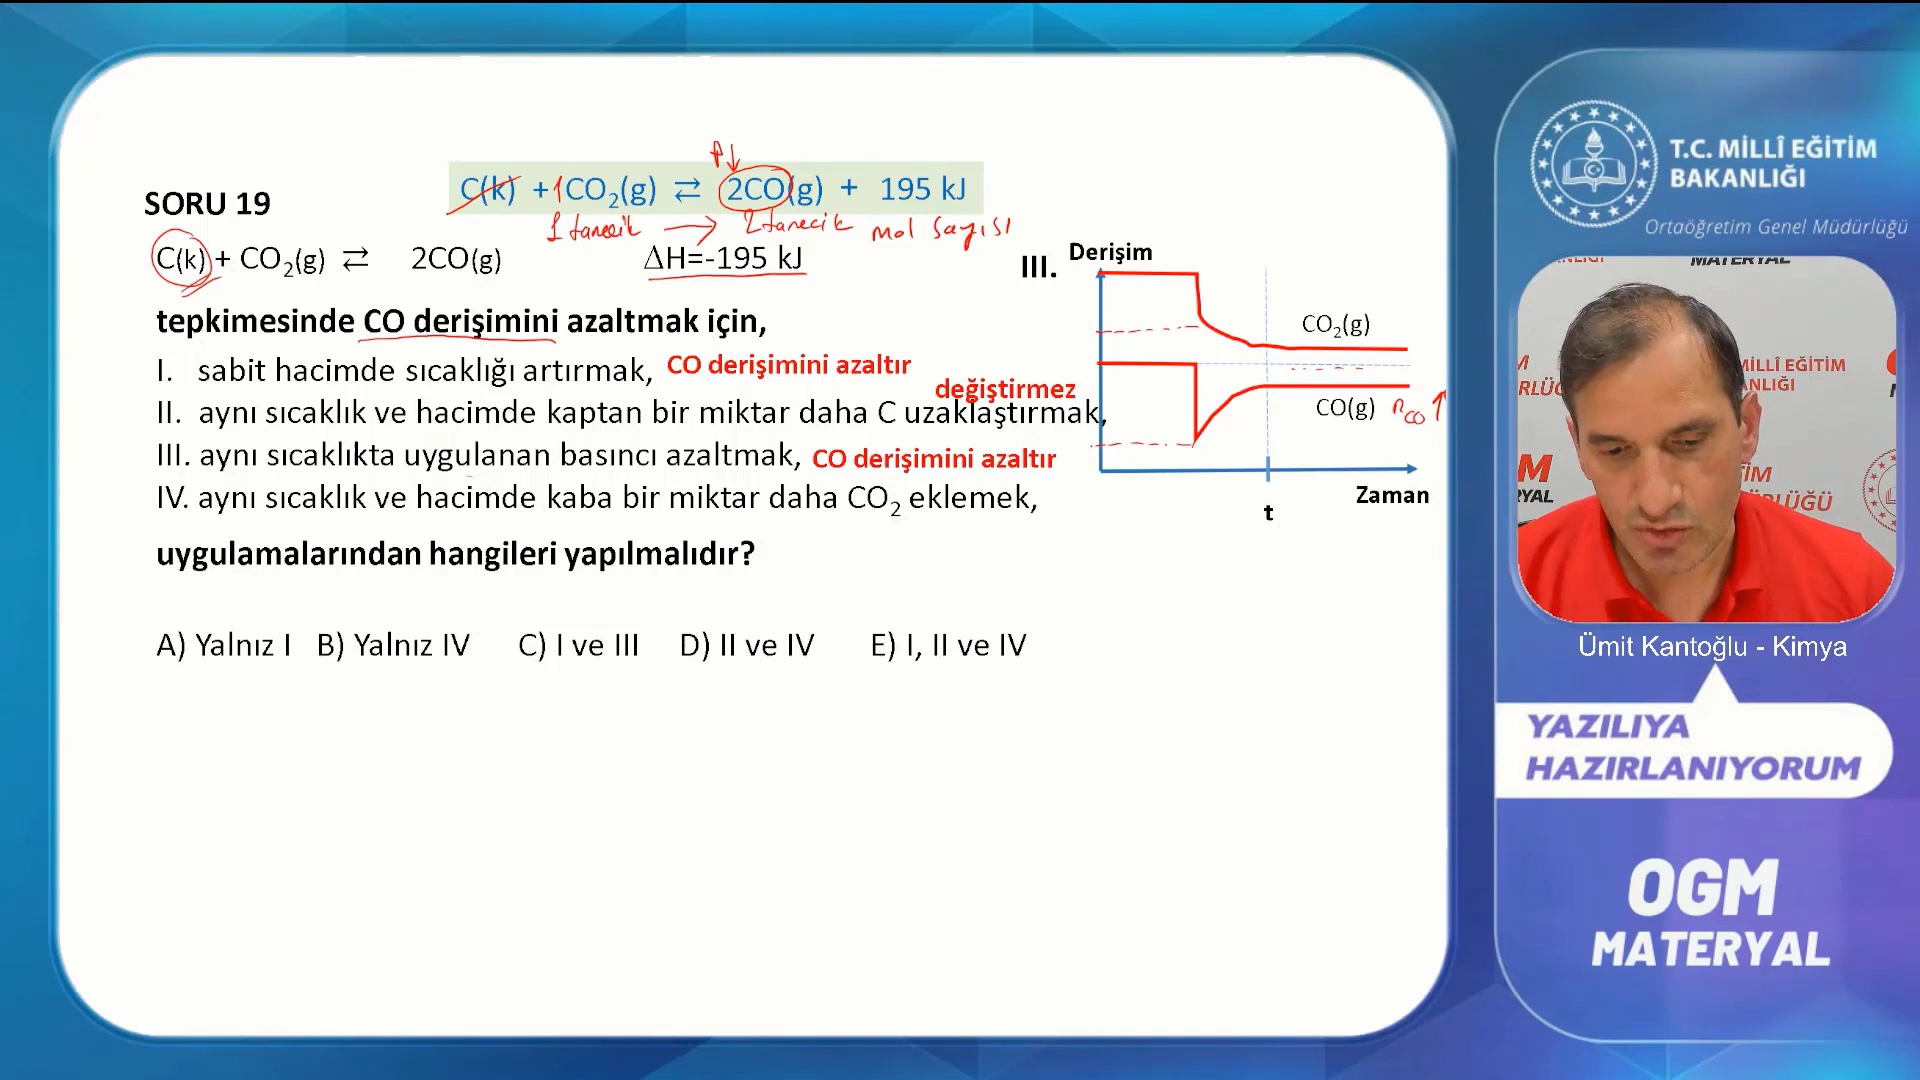 SORU 19
C(k) + 1CO₂(g) ⇄ 2CO(g) + 195 kJ
P↓
1 tanecik → 2 tanecik mol sayısı
C(k) + CO₂(g) ⇄ 2CO(g) ΔH=-195 kJ
tepkimesinde CO derişimini azaltmak için,
I. sabit hacimde sıcaklığı artırmak, CO derişimini azaltır
değiştirmez
II. aynı sıcaklık ve hacimde kaptan bir miktar daha C uzaklaştırmak,
III. aynı sıcaklıkta uygulanan basıncı azaltmak, CO derişimini azaltır
IV. aynı sıcaklık ve hacimde kaba bir miktar daha CO₂ eklemek,
uygulamalarından hangileri yapılmalıdır?
A) Yalnız I B) Yalnız IV C) I ve III D) II ve IV E) I, II ve IV
III.
Derişim
CO₂(g)
CO(g) nCO ↑
Zaman
t
T.C. MİLLÎ EĞİTİM
BAKANLIĞI
Ortaöğretim Genel Müdürlüğü
Ümit Kantoğlu - Kimya
YAZILIYA
HAZIRLANIYORUM
OGM
MATERYAL